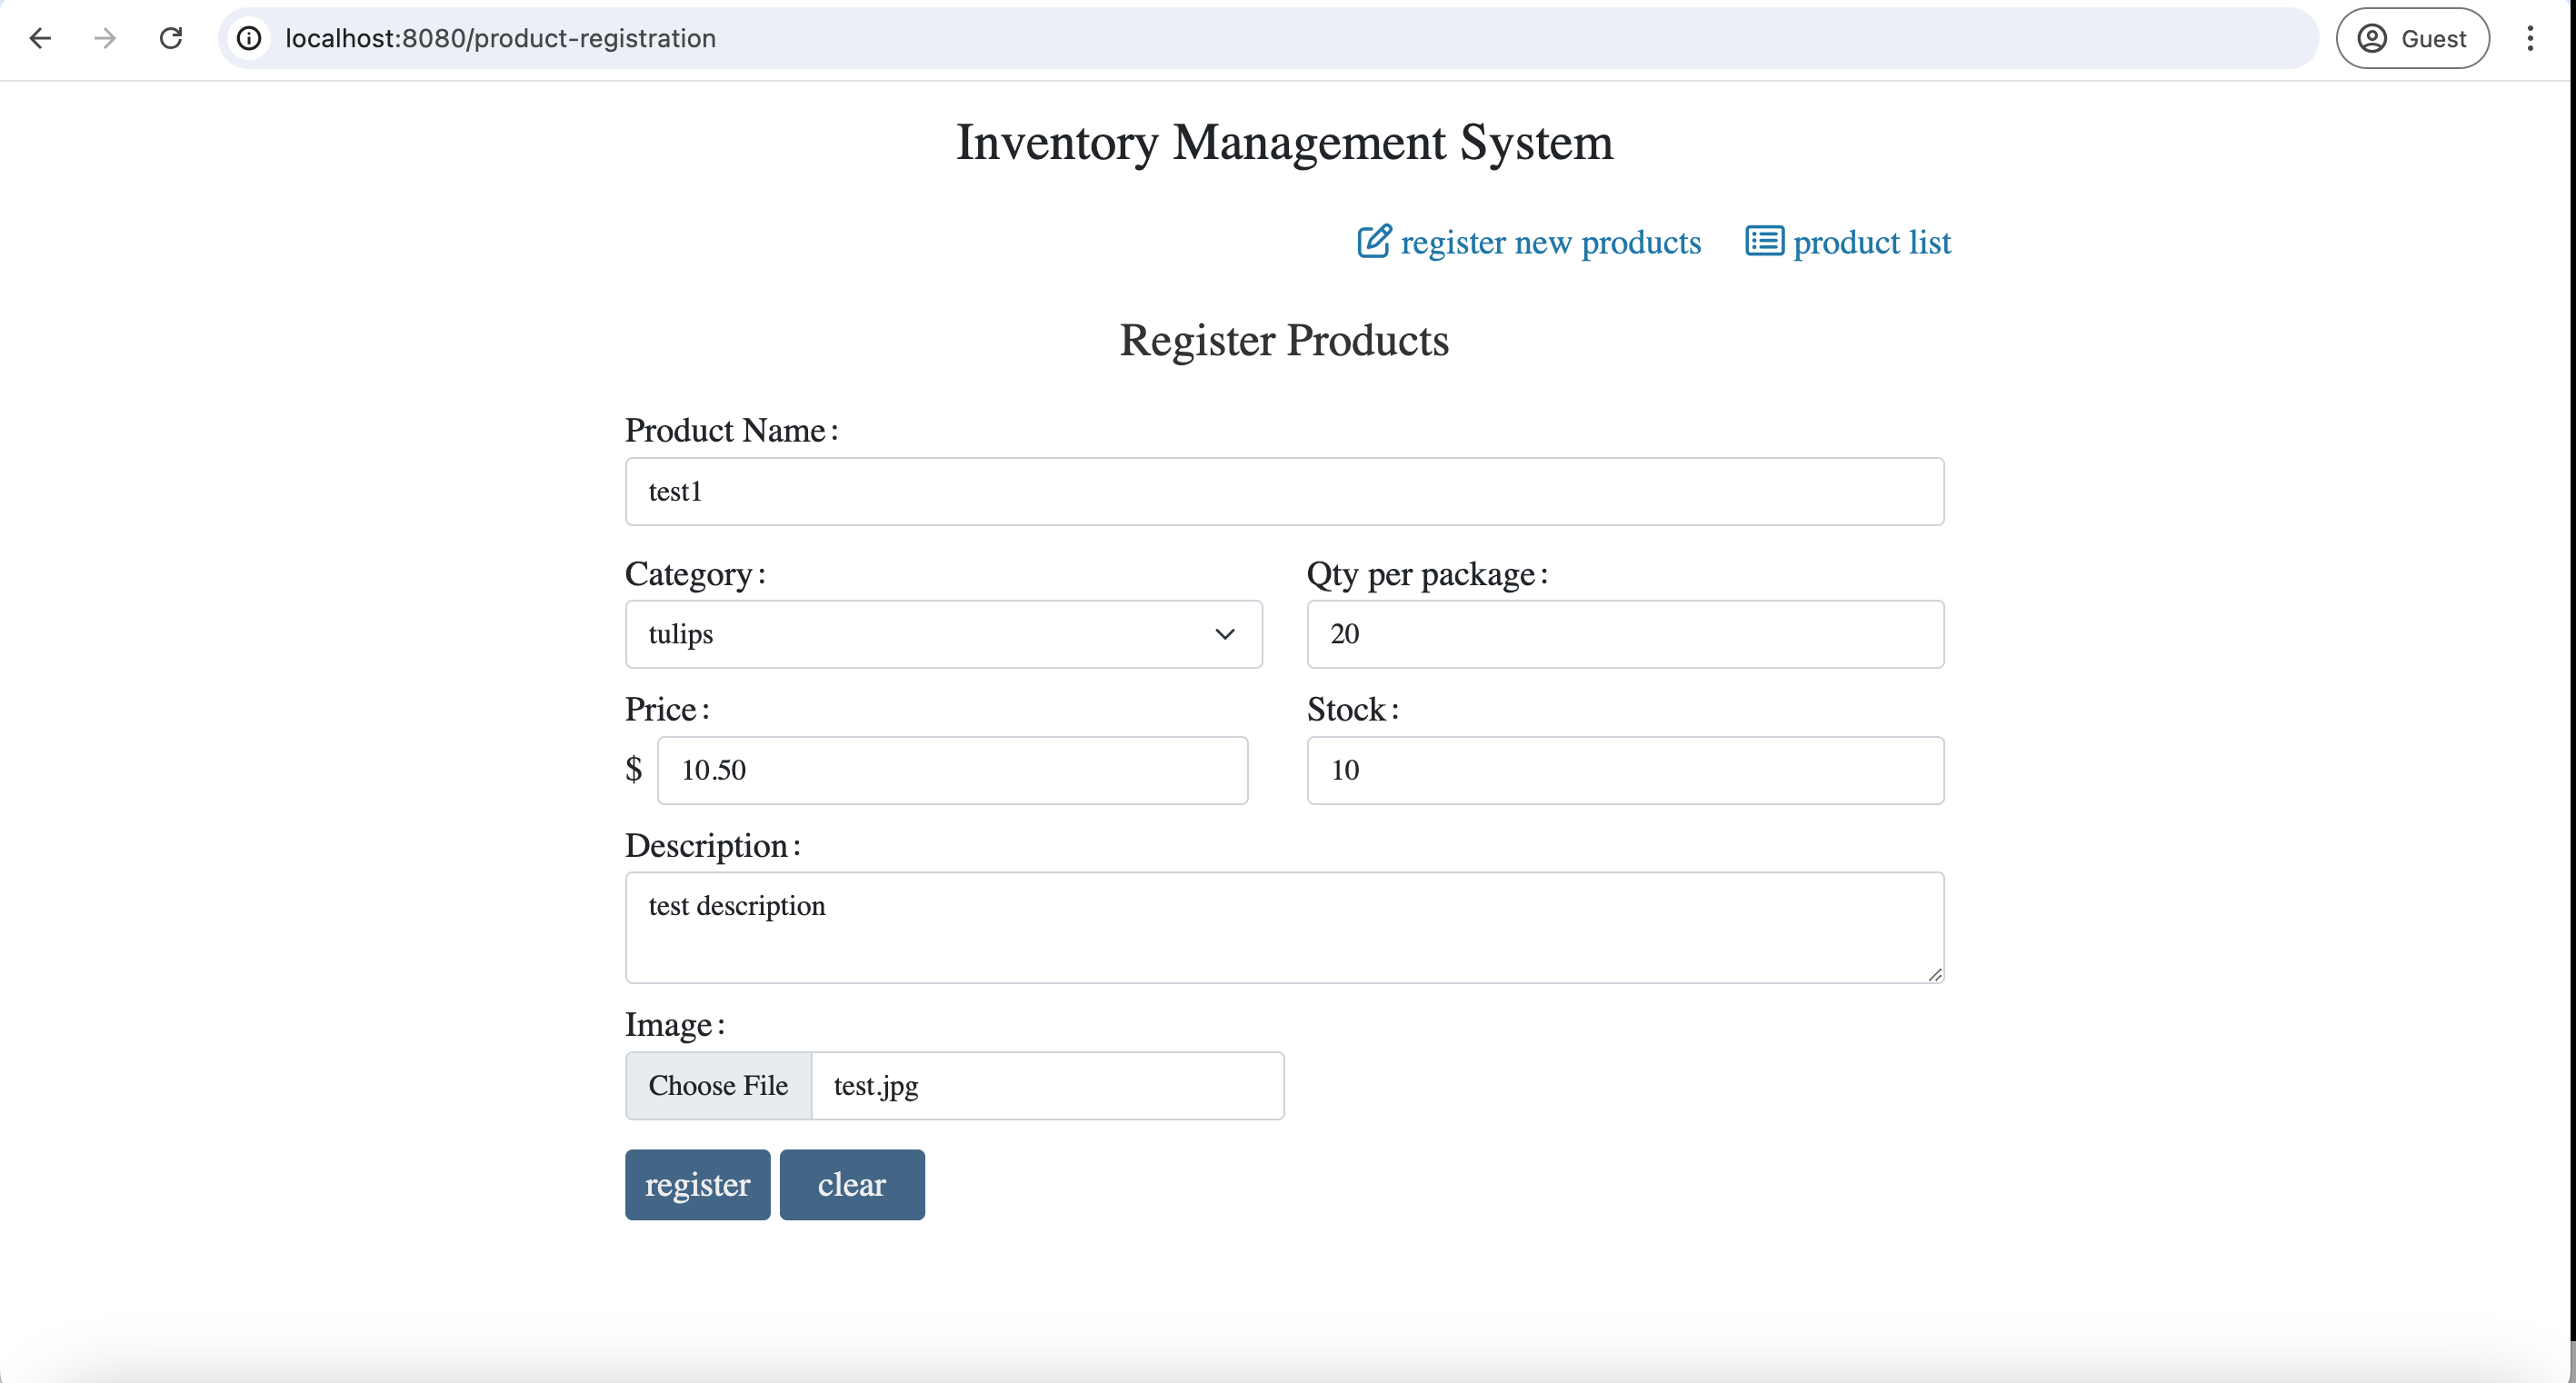 localhost:8080/product-registration
Guest
Inventory Management System
register new products product list
Register Products
Product Name:
test1
Category: Qty per package:
tulips 20
Price: Stock:
$ 10.50 10
Description:
test description
Image:
Choose File test.jpg
register clear